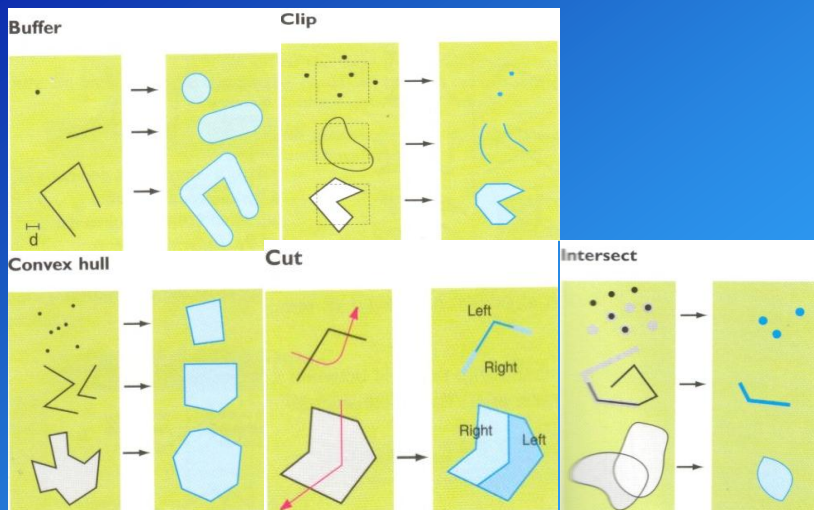 Buffer
Clip
d
Convex hull
Cut
Intersect
Left
Right
Right
Left